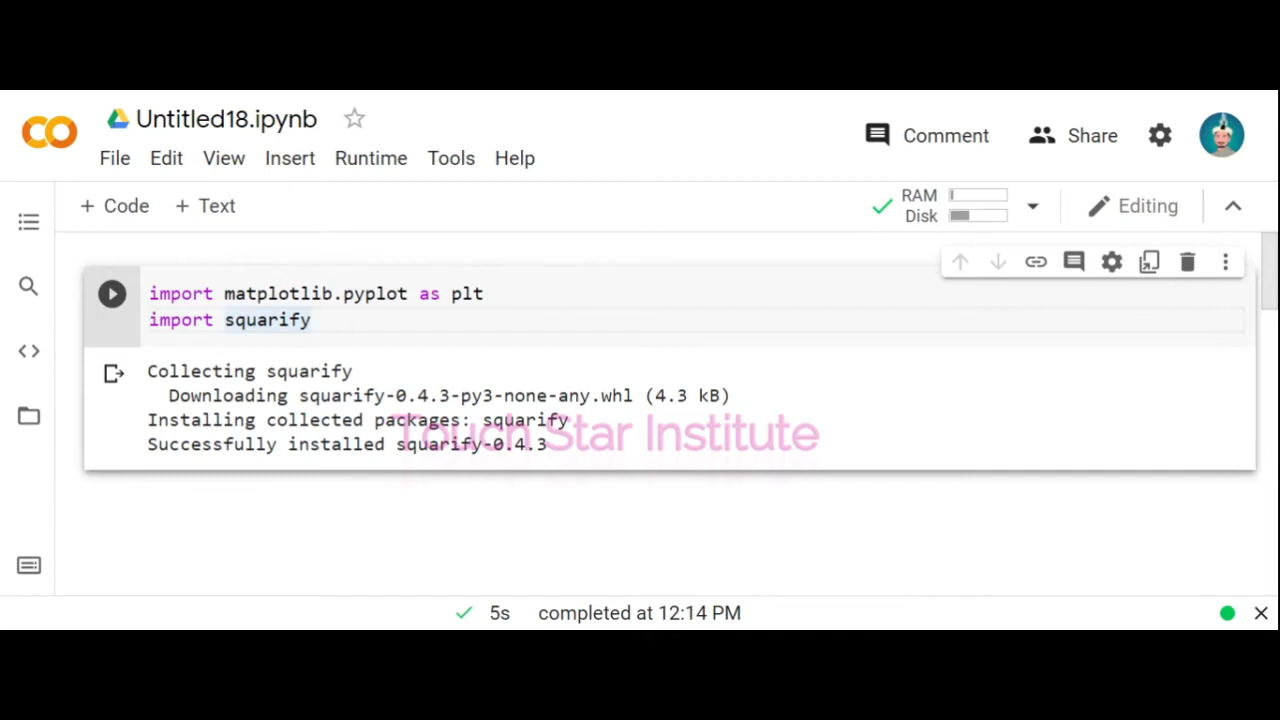 Untitled18.ipynb
Comment
Share
File Edit View Insert Runtime Tools Help
+ Code + Text
RAM
Disk
Editing
import matplotlib.pyplot as plt
import squarify
Collecting squarify
Downloading squarify-0.4.3-py3-none-any.whl (4.3 kB)
Installing collected packages: squarify
Successfully installed squarify-0.4.3
Touch Star Institute
5s completed at 12:14 PM